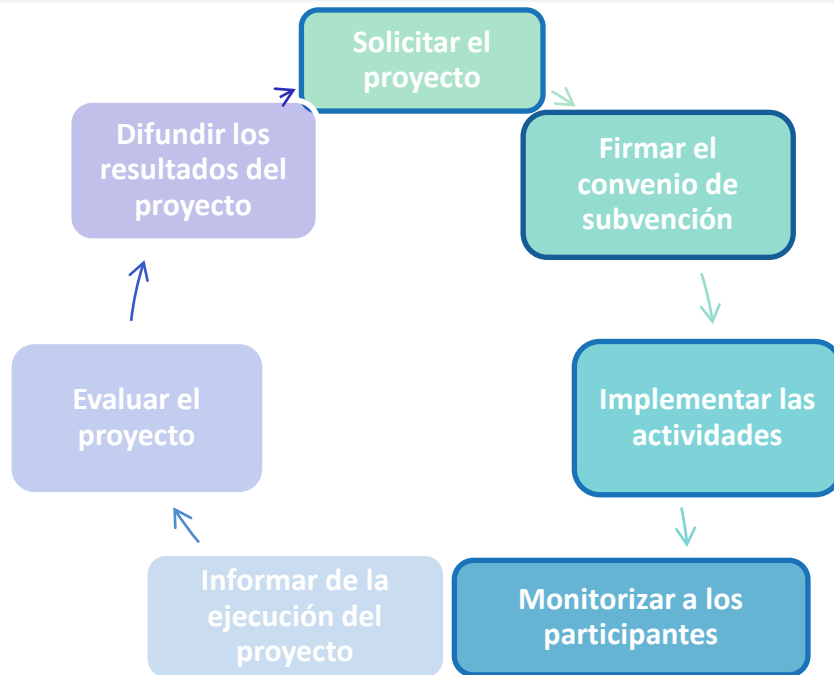 Solicitar el
proyecto
Firmar el
convenio de
subvención
Implementar las
actividades
Monitorizar a los
participantes
Informar de la
ejecución del
proyecto
Evaluar el
proyecto
Difundir los
resultados del
proyecto